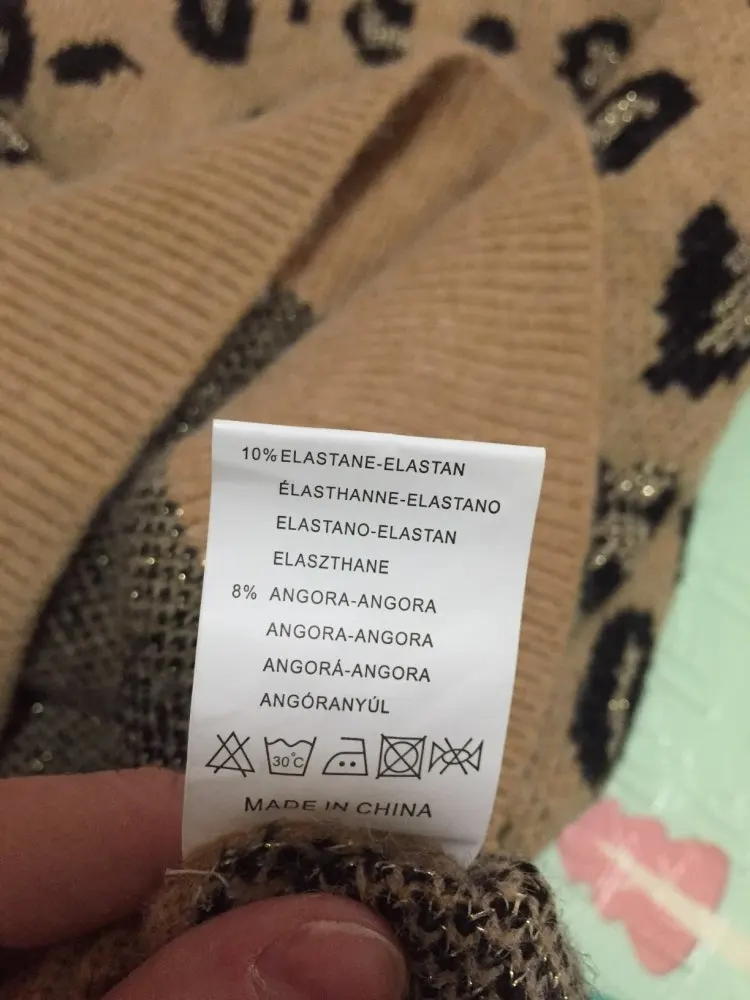 10% ELASTANE-ELASTAN
ÉLASTHANNE-ELASTANO
ELASTANO-ELASTAN
ELASZTHANE
8% ANGORA-ANGORA
ANGORA-ANGORA
ANGORÁ-ANGORA
ANGÓRANYÚL
30°C
MADE IN CHINA